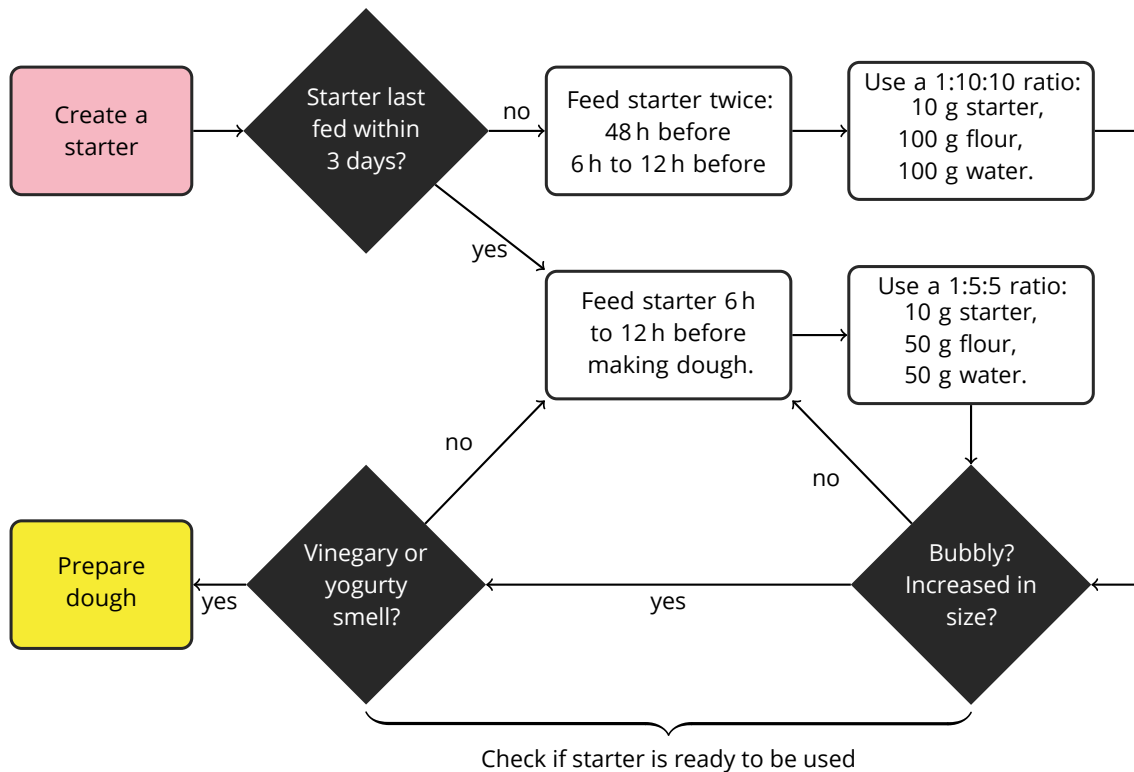 Create a
starter
Starter last
fed within
3 days?
no
Feed starter twice:
48 h before
6 h to 12 h before
Use a 1:10:10 ratio:
10 g starter,
100 g flour,
100 g water.
yes
Feed starter 6 h
to 12 h before
making dough.
Use a 1:5:5 ratio:
10 g starter,
50 g flour,
50 g water.
no
no
Prepare
dough
yes
Vinegary or
yogurty
smell?
yes
Bubbly?
Increased in
size?
Check if starter is ready to be used